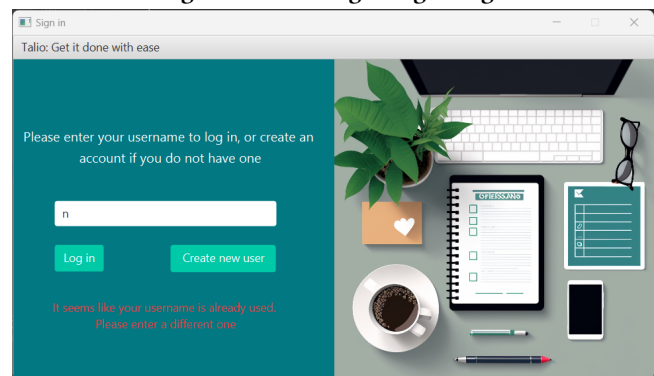 Sign in
Talio: Get it done with ease
Please enter your username to log in, or create an
account if you do not have one
n
Log in
Create new user
It seems like your username is already used.
Please enter a different one
OFIESSANG